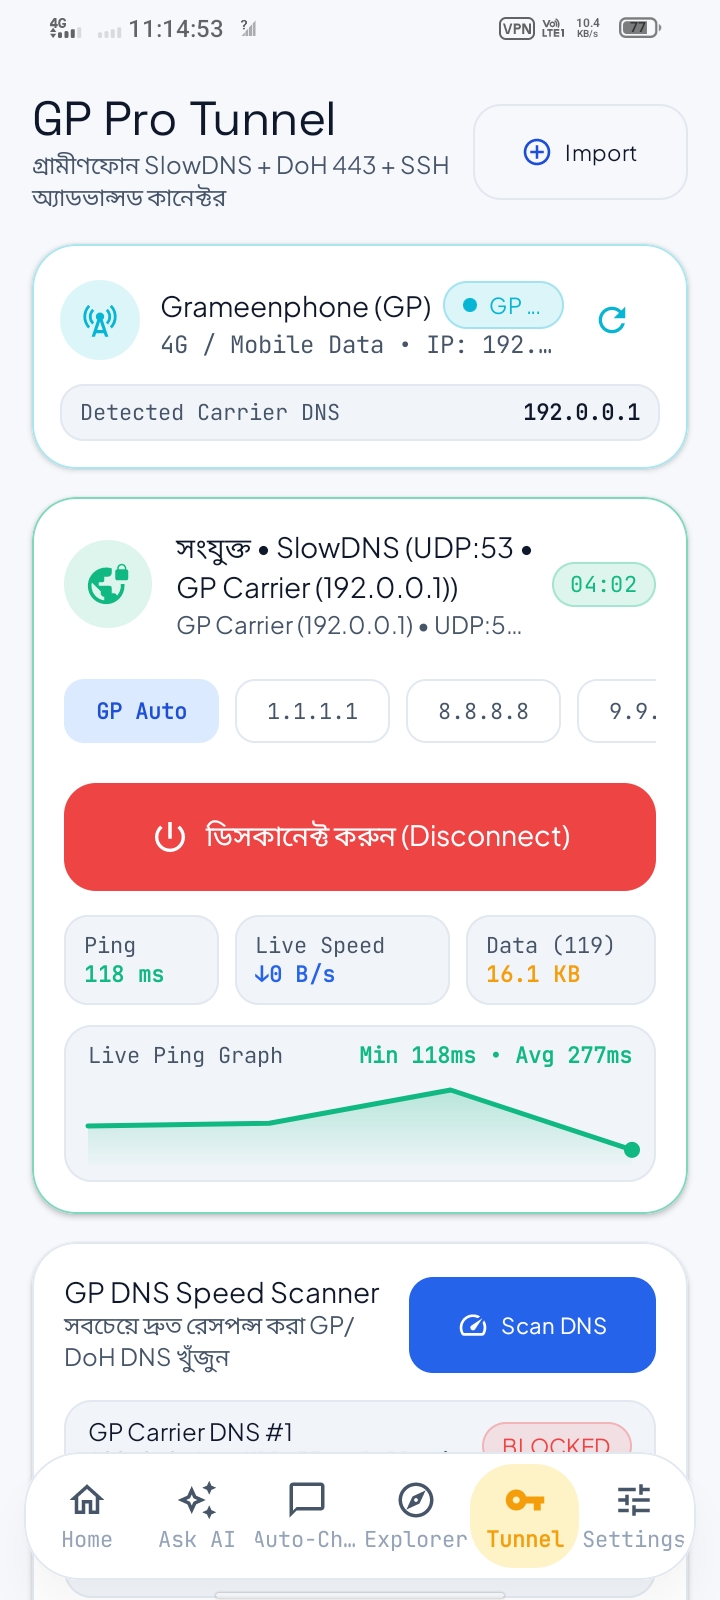 4G 11:14:53 ? VPN Vo) LTE1 10.4 KB/s 77
GP Pro Tunnel
গ্রামীণফোন SlowDNS + DoH 443 + SSH
অ্যাডভান্সড কানেক্টর
Import
Grameenphone (GP)
GP ...
4G / Mobile Data • IP: 192.…
Detected Carrier DNS 192.0.0.1
সংযুক্ত • SlowDNS (UDP:53 •
GP Carrier (192.0.0.1))
GP Carrier (192.0.0.1) • UDP:5...
04:02
GP Auto 1.1.1.1 8.8.8.8 9.9.
ডিসকানেক্ট করুন (Disconnect)
Ping Live Speed Data (119)
118 ms ↓0 B/s 16.1 KB
Live Ping Graph Min 118ms • Avg 277ms
GP DNS Speed Scanner
সবচেয়ে দ্রুত রেসপন্স করা GP/
DoH DNS খুঁজুন
Scan DNS
GP Carrier DNS #1
BLOCKED
Home Ask AI Auto-Ch… Explorer Tunnel Settings